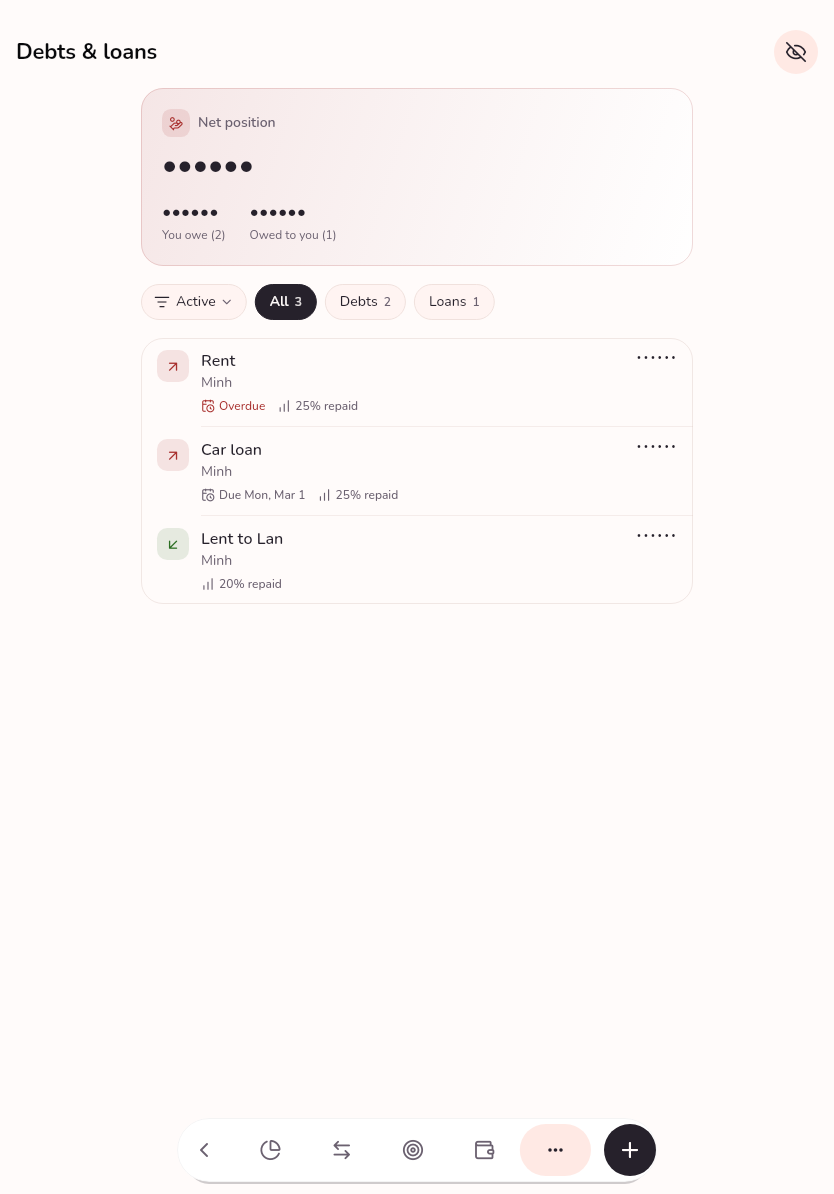 Debts & loans
Net position
••••••
•••••• ••••••
You owe (2) Owed to you (1)
Active All 3 Debts 2 Loans 1
Rent ••••••
Minh
Overdue 25% repaid
Car loan ••••••
Minh
Due Mon, Mar 1 25% repaid
Lent to Lan ••••••
Minh
20% repaid